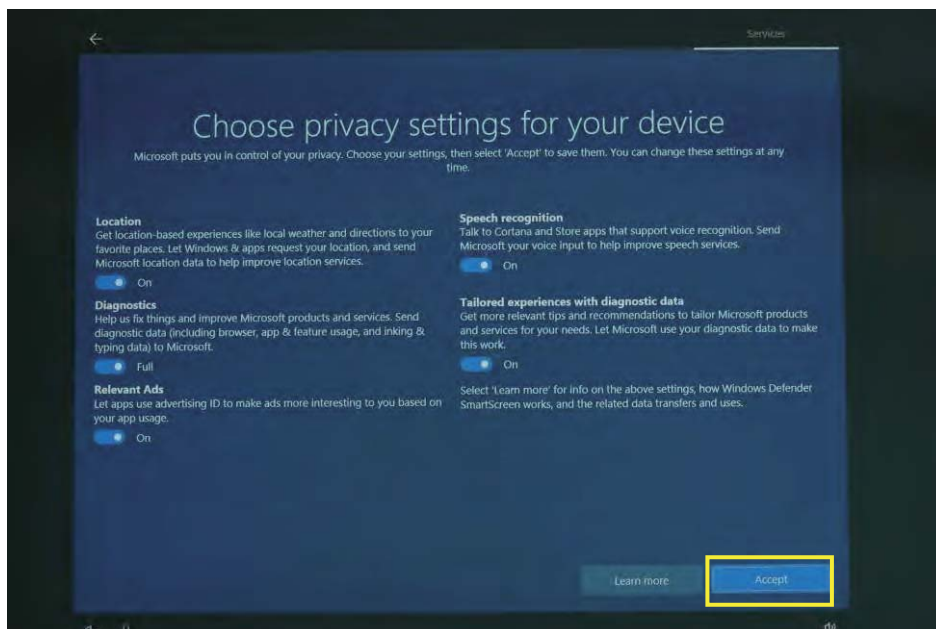 Services
Choose privacy settings for your device
Microsoft puts you in control of your privacy. Choose your settings, then select 'Accept' to save them. You can change these settings at any
time.
Location
Get location-based experiences like local weather and directions to your
favorite places. Let Windows & apps request your location, and send
Microsoft location data to help improve location services.
On
Diagnostics
Help us fix things and improve Microsoft products and services. Send
diagnostic data (including browser, app & feature usage, and inking &
typing data) to Microsoft.
Full
Relevant Ads
Let apps use advertising ID to make ads more interesting to you based on
your app usage.
On
Speech recognition
Talk to Cortana and Store apps that support voice recognition. Send
Microsoft your voice input to help improve speech services.
On
Tailored experiences with diagnostic data
Get more relevant tips and recommendations to tailor Microsoft products
and services for your needs. Let Microsoft use your diagnostic data to make
this work.
On
Select 'Learn more' for info on the above settings, how Windows Defender
SmartScreen works, and the related data transfers and uses.
Learn more
Accept